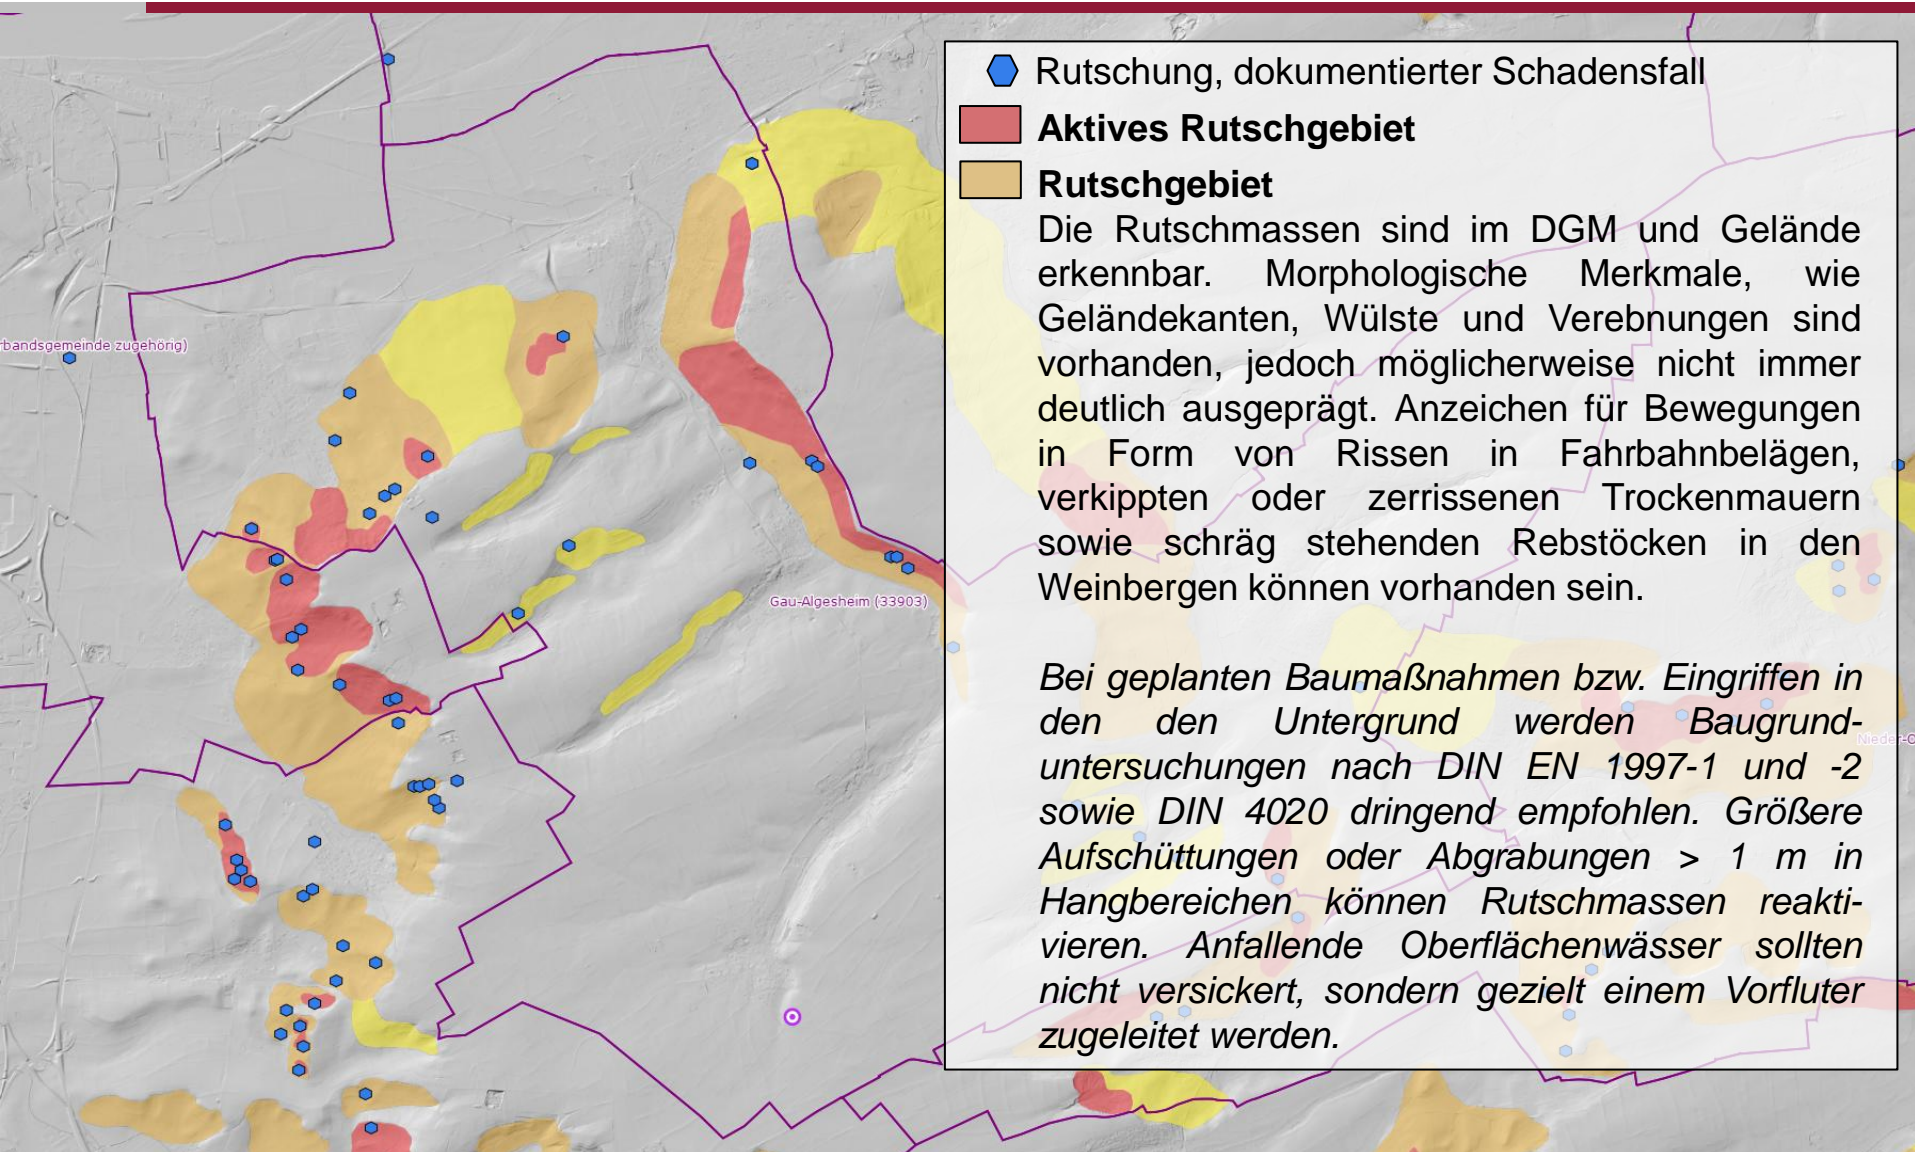 Rutschung, dokumentierter Schadensfall
Aktives Rutschgebiet
Rutschgebiet
Die Rutschmassen sind im DGM und Gelände
erkennbar. Morphologische Merkmale, wie
Geländekanten, Wülste und Verebnungen sind
vorhanden, jedoch möglicherweise nicht immer
deutlich ausgeprägt. Anzeichen für Bewegungen
in Form von Rissen in Fahrbahnbelägen,
verkippten oder zerrissenen Trockenmauern
sowie schräg stehenden Rebstöcken in den
Weinbergen können vorhanden sein.
Bei geplanten Baumaßnahmen bzw. Eingriffen in
den den Untergrund werden Baugrund-
untersuchungen nach DIN EN 1997-1 und -2
sowie DIN 4020 dringend empfohlen. Größere
Aufschüttungen oder Abgrabungen > 1 m in
Hangbereichen können Rutschmassen reakti-
vieren. Anfallende Oberflächenwässer sollten
nicht versickert, sondern gezielt einem Vorfluter
zugeleitet werden.
rbandsgemeinde zugehörig)
Gau-Algesheim (33903)
Nieder-O